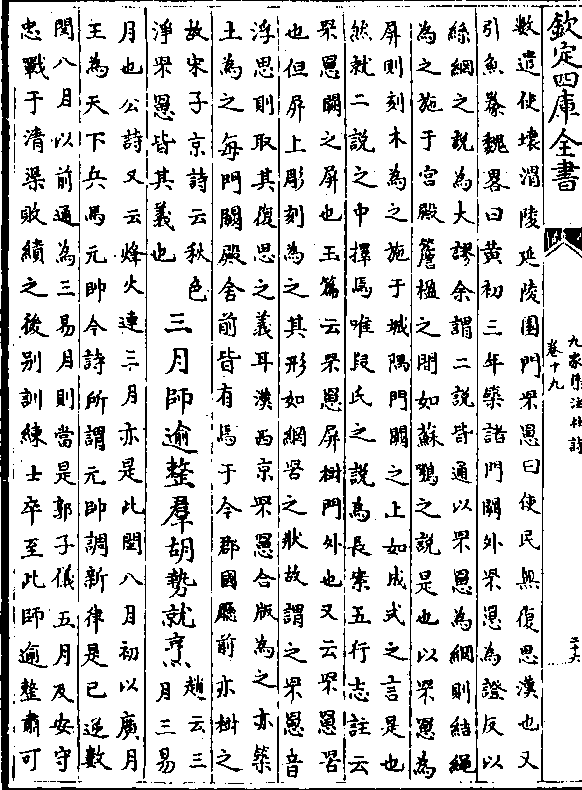 欽定四庫全書
九家集注杜詩
卷十九
二十六
數遣使壞渭陵延陵園門罘罳曰使民無復思漢也又
引魚豢魏畧曰黄初三年築諸門闕外罘罳為證反以
絲網之說為大謬余謂二說皆通以罘罳為網則結繩
為之施于宫殿簷楹之間如蘇鶚之說是也以罘罳為
屏則刻木為之施于城隅門闕之上如成式之言是也
然就二說之中擇焉唯段氏之說為長案五行志註云
罘罳闕之屏也玉篇云罘罳屏樹門外也又云罘罳罟
也但屏上彫刻為之其形如網罟之狀故謂之罘罳音
浮思則取其復思之義耳漢西京罘罳合版為之亦築
土為之每門闕殿舍前皆有焉于今郡國廳前亦樹之
故宋子京詩云秋色
淨罘罳皆其義也
三月師逾整羣胡勢就烹
趙云三
月三易
月也公詩又云烽火連三月亦是此閏八月初以廣月
王為天下兵馬元帥今詩所謂元帥調新律是已逆數
閏八月以前通為三易月則當是郭子儀五月及安守
忠戰于清渠敗績之後别訓練士卒至此師逾整肅可